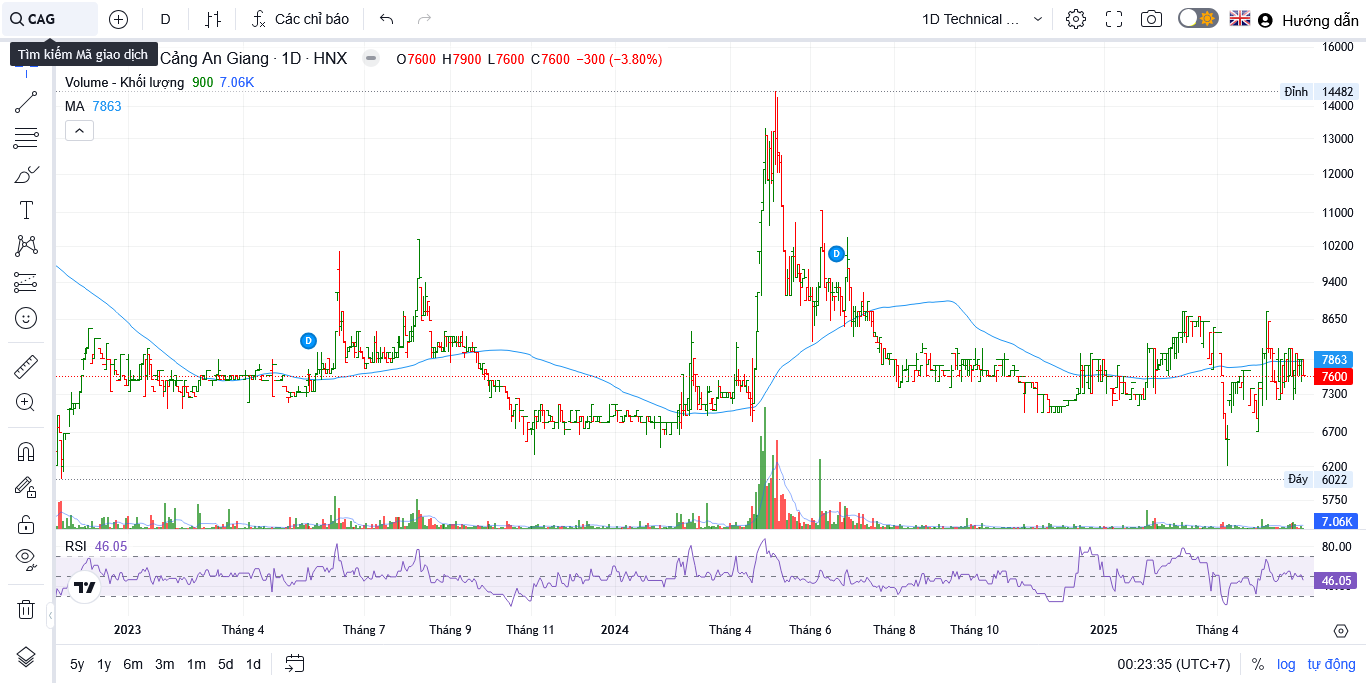 CAG
D
Các chỉ báo
1D Technical ...
Hướng dẫn
Tìm kiếm Mã giao dịch
Cảng An Giang · 1D · HNX
O7600 H7900 L7600 C7600 −300 (−3.80%)
Volume - Khối lượng 900 7.06K
MA 7863
16000
Đỉnh 14482
14000
13000
12000
11000
10200
9400
8650
7863
7600
7300
6700
6200
Đáy 6022
5750
7.06K
D
D
RSI 46.05
80.00
46.05
2023
Tháng 4
Tháng 7
Tháng 9
Tháng 11
2024
Tháng 4
Tháng 6
Tháng 8
Tháng 10
2025
Tháng 4
5y 1y 6m 3m 1m 5d 1d
00:23:35 (UTC+7)
% log tự động